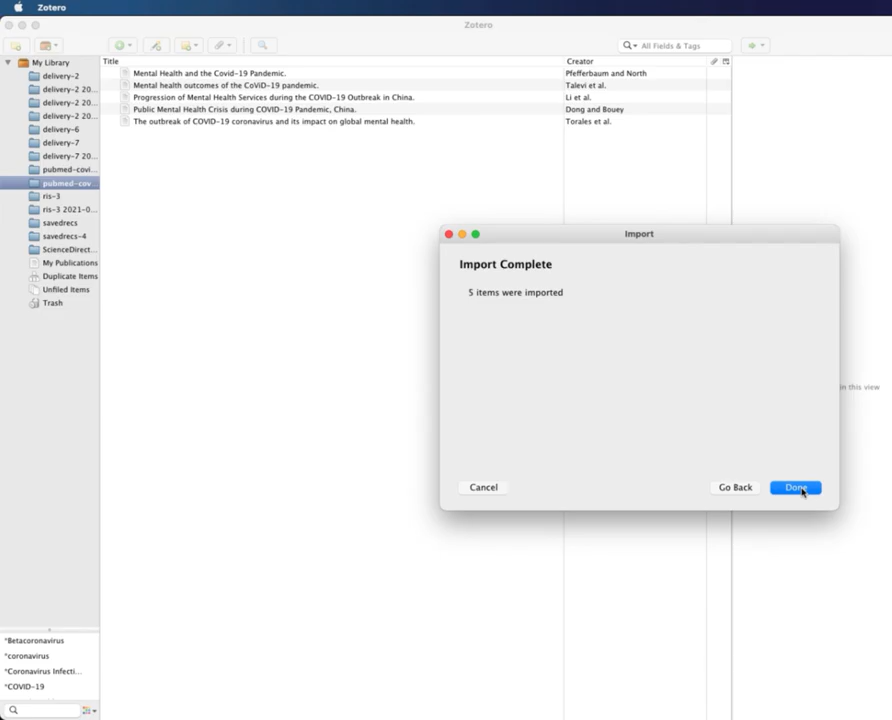 Zotero
Zotero
All Fields & Tags
My Library
delivery-2
delivery-2 20...
delivery-2 20...
delivery-2 20...
delivery-6
delivery-7
delivery-7 20...
pubmed-covi...
pubmed-cov...
ris-3
ris-3 2021-0...
savedrecs
savedrecs-4
ScienceDirect...
My Publications
Duplicate Items
Unfiled Items
Trash
Title Creator
Mental Health and the Covid-19 Pandemic. Pfefferbaum and North
Mental health outcomes of the CoViD-19 pandemic. Talevi et al.
Progression of Mental Health Services during the COVID-19 Outbreak in China. Li et al.
Public Mental Health Crisis during COVID-19 Pandemic, China. Dong and Bouey
The outbreak of COVID-19 coronavirus and its impact on global mental health. Torales et al.
Import
Import Complete
5 items were imported
Cancel Go Back Done
in this view
*Betacoronavirus
*coronavirus
*Coronavirus Infecti...
*COVID-19